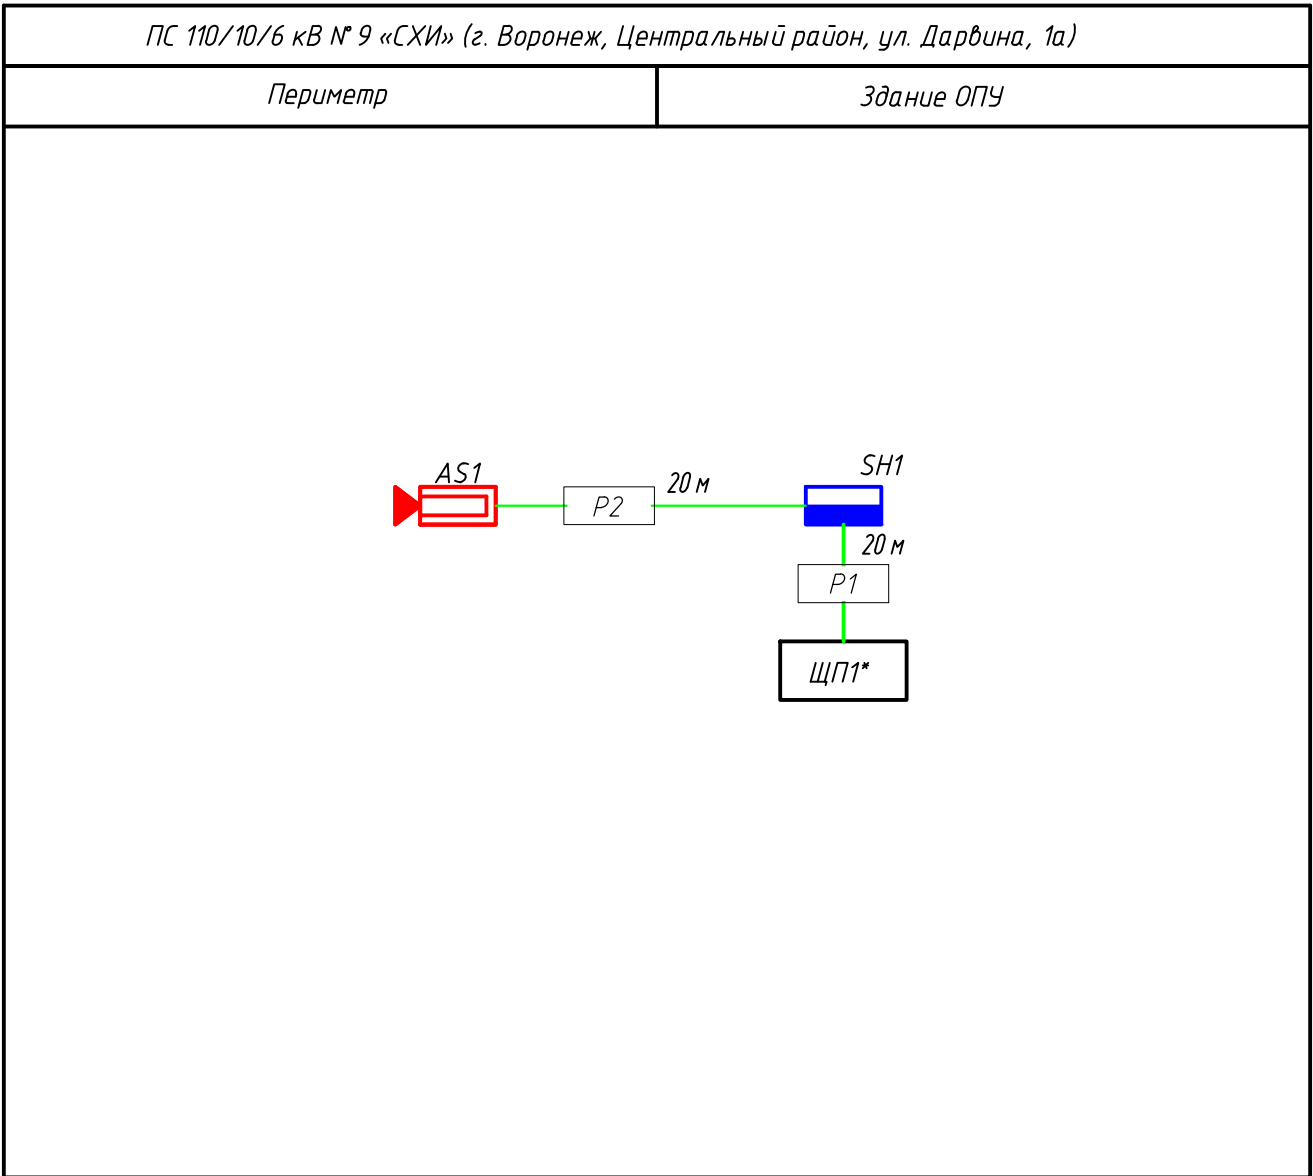 ПС 110/10/6 кВ № 9 «СХИ» (г. Воронеж, Центральный район, ул. Дарвина, 1а)
Периметр
Здание ОПУ
AS1
P2
20 м
SH1
20 м
P1
ЩП1*